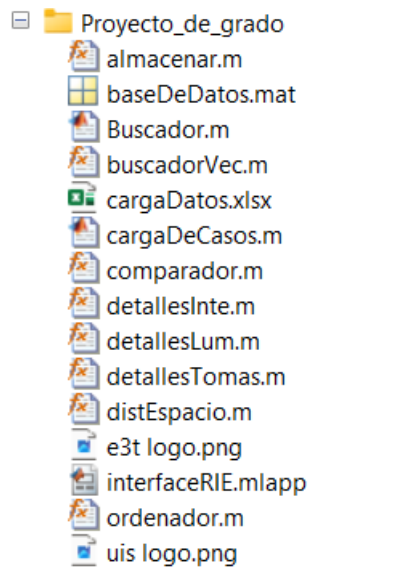 Proyecto_de_grado
almacenar.m
baseDeDatos.mat
Buscador.m
buscadorVec.m
cargaDatos.xlsx
cargaDeCasos.m
comparador.m
detallesInte.m
detallesLum.m
detallesTomas.m
distEspacio.m
e3t logo.png
interfaceRIE.mlapp
ordenador.m
uis logo.png